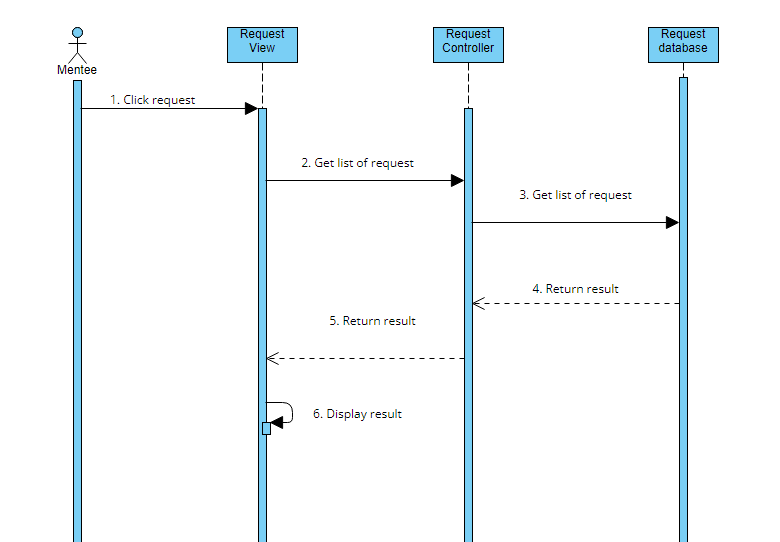 Request
View
Request
Controller
Request
database
Mentee
1. Click request
2. Get list of request
3. Get list of request
4. Return result
5. Return result
6. Display result